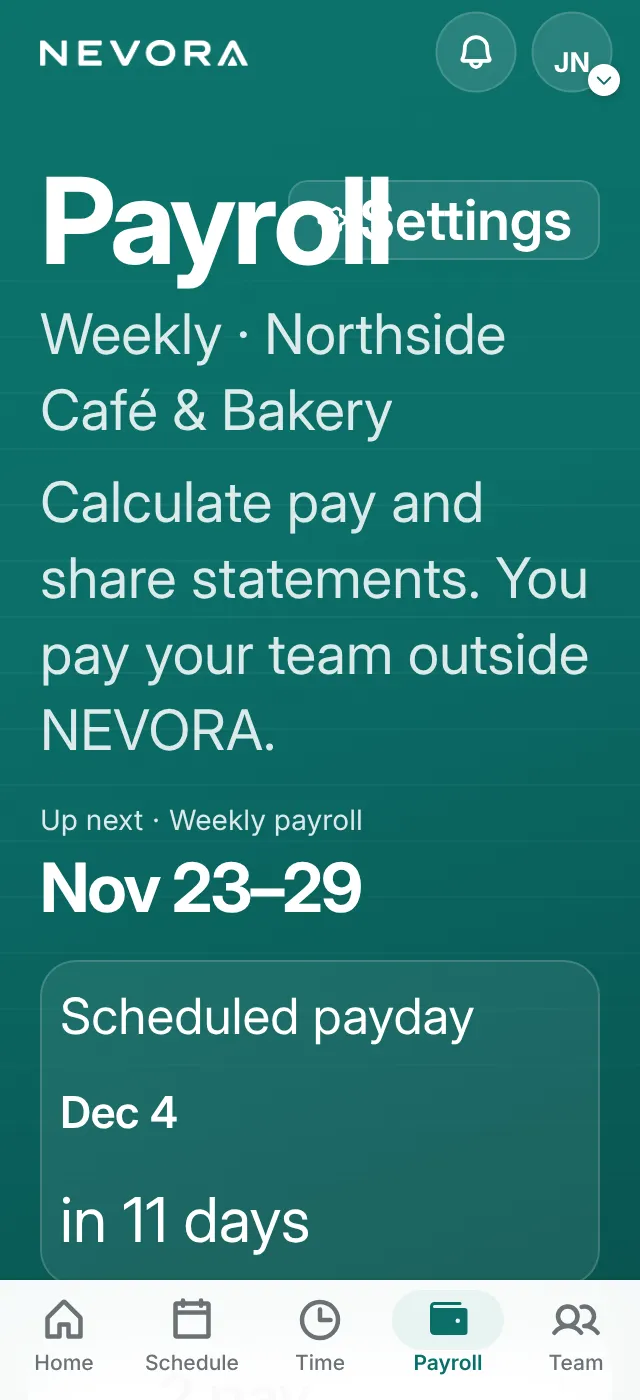 NEVORA
JN
Payroll
Settings
Weekly · Northside
Café & Bakery
Calculate pay and
share statements. You
pay your team outside
NEVORA.
Up next · Weekly payroll
Nov 23–29
Scheduled payday
Dec 4
in 11 days
2 pay
Home
Schedule
Time
Payroll
Team